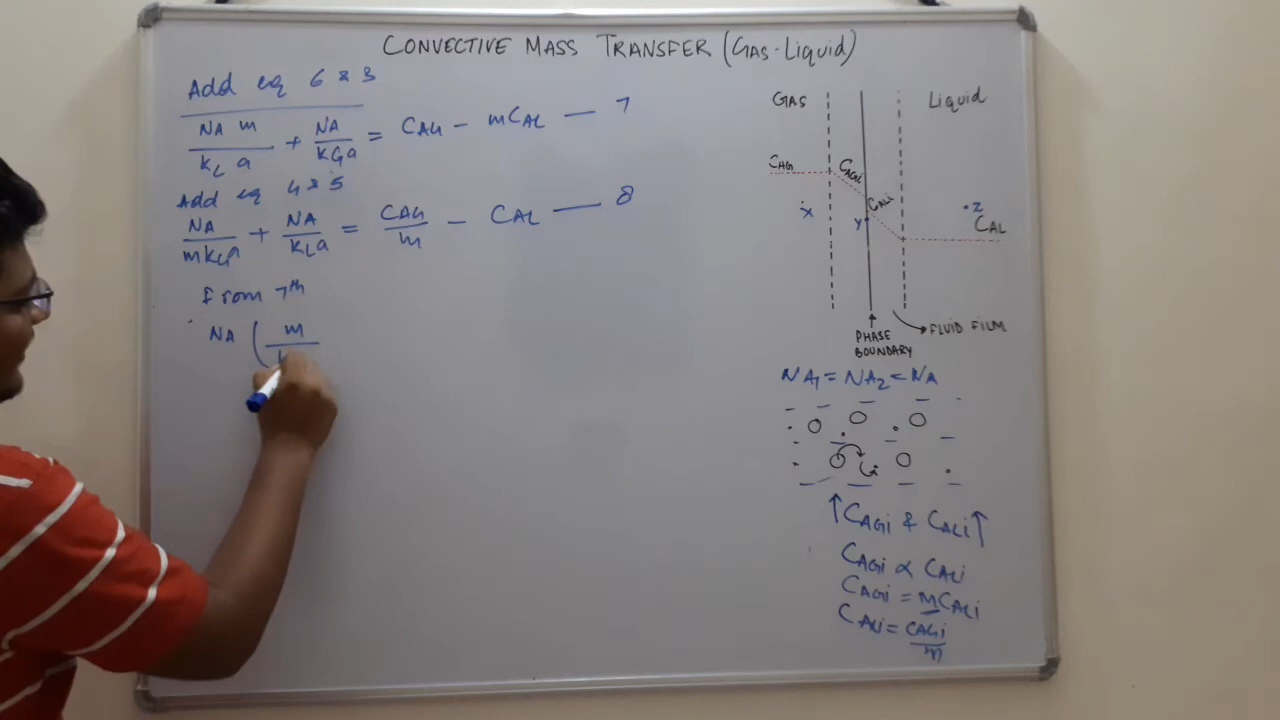 CONVECTIVE MASS TRANSFER (GAS-LIQUID)
Add eq 6 & 3
NA m / kL a + NA / kGa = CAG - mCAL — 7
Add eq 4 & 5
NA / mkGa + NA / kLa = CAG / m - CAL — 8
from 7th
NA ( m
GAS
Liquid
CAG
CAGi
CALi
x
y
z
CAL
PHASE
BOUNDARY
FLUID FILM
NA1 = NA2 = NA
↑CAGi & CALi↑
CAGi ∝ CALi
CAGi = MCALi
CALi = CAGi / m